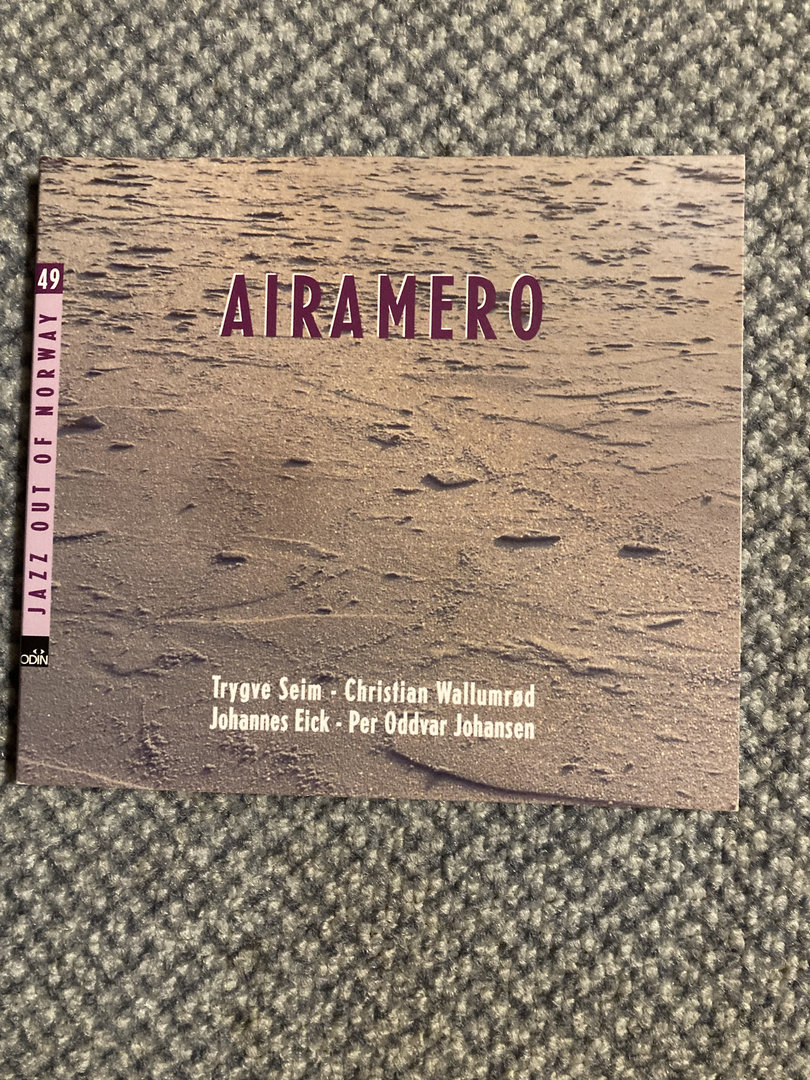 49
JAZZ OUT OF NORWAY
ODIN
AIRAMERO
Trygve Seim - Christian Wallumrød
Johannes Eick - Per Oddvar Johansen